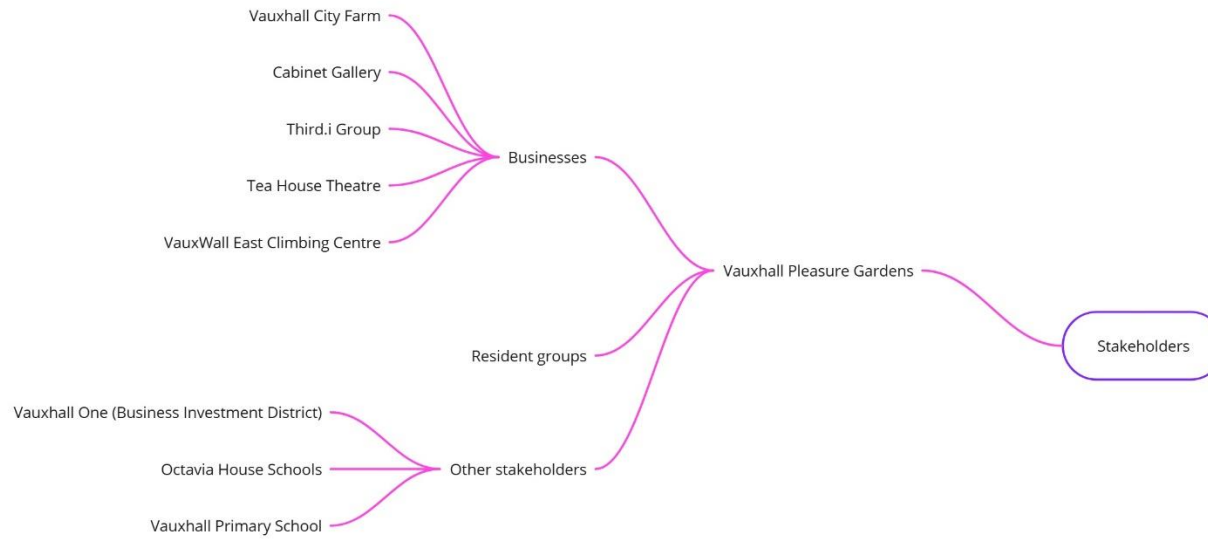 Vauxhall City Farm
Cabinet Gallery
Third.i Group
Tea House Theatre
VauxWall East Climbing Centre
Businesses
Vauxhall Pleasure Gardens
Stakeholders
Resident groups
Vauxhall One (Business Investment District)
Octavia House Schools
Vauxhall Primary School
Other stakeholders